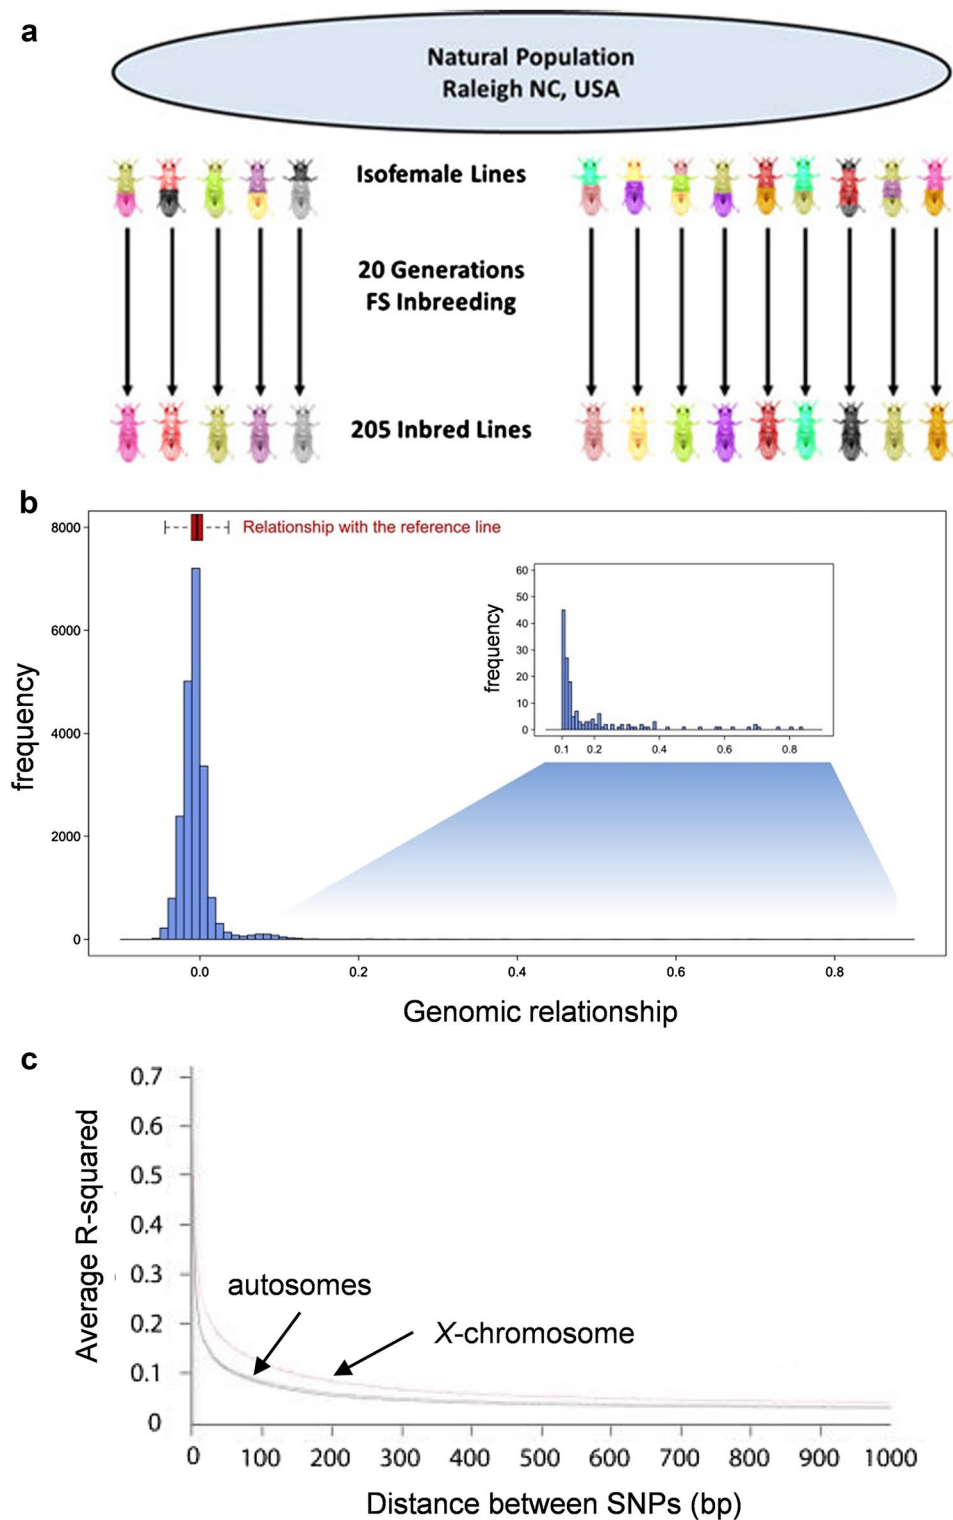 a
Natural Population
Raleigh NC, USA
Isofemale Lines
20 Generations
FS Inbreeding
205 Inbred Lines
b
8000
6000
4000
2000
0
frequency
Relationship with the reference line
60
50
40
30
20
10
0
frequency
0.1 0.2 0.4 0.6 0.8
0.0 0.2 0.4 0.6 0.8
Genomic relationship
c
0.7
0.6
0.5
0.4
0.3
0.2
0.1
0
Average R-squared
autosomes
X-chromosome
0 100 200 300 400 500 600 700 800 900 1000
Distance between SNPs (bp)